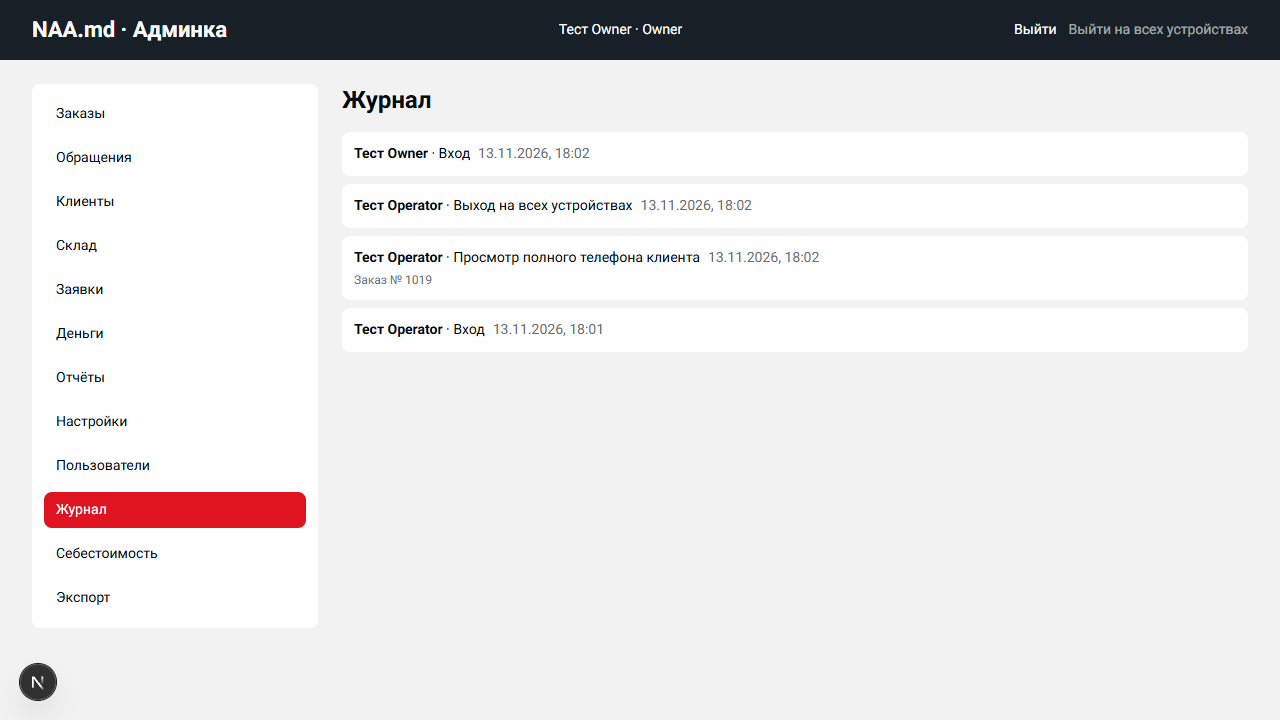 NAA.md · Админка
Тест Owner · Owner
Выйти
Выйти на всех устройствах
Заказы
Обращения
Клиенты
Склад
Заявки
Деньги
Отчёты
Настройки
Пользователи
Журнал
Себестоимость
Экспорт
Журнал
Тест Owner · Вход 13.11.2026, 18:02
Тест Operator · Выход на всех устройствах 13.11.2026, 18:02
Тест Operator · Просмотр полного телефона клиента 13.11.2026, 18:02
Заказ № 1019
Тест Operator · Вход 13.11.2026, 18:01
N